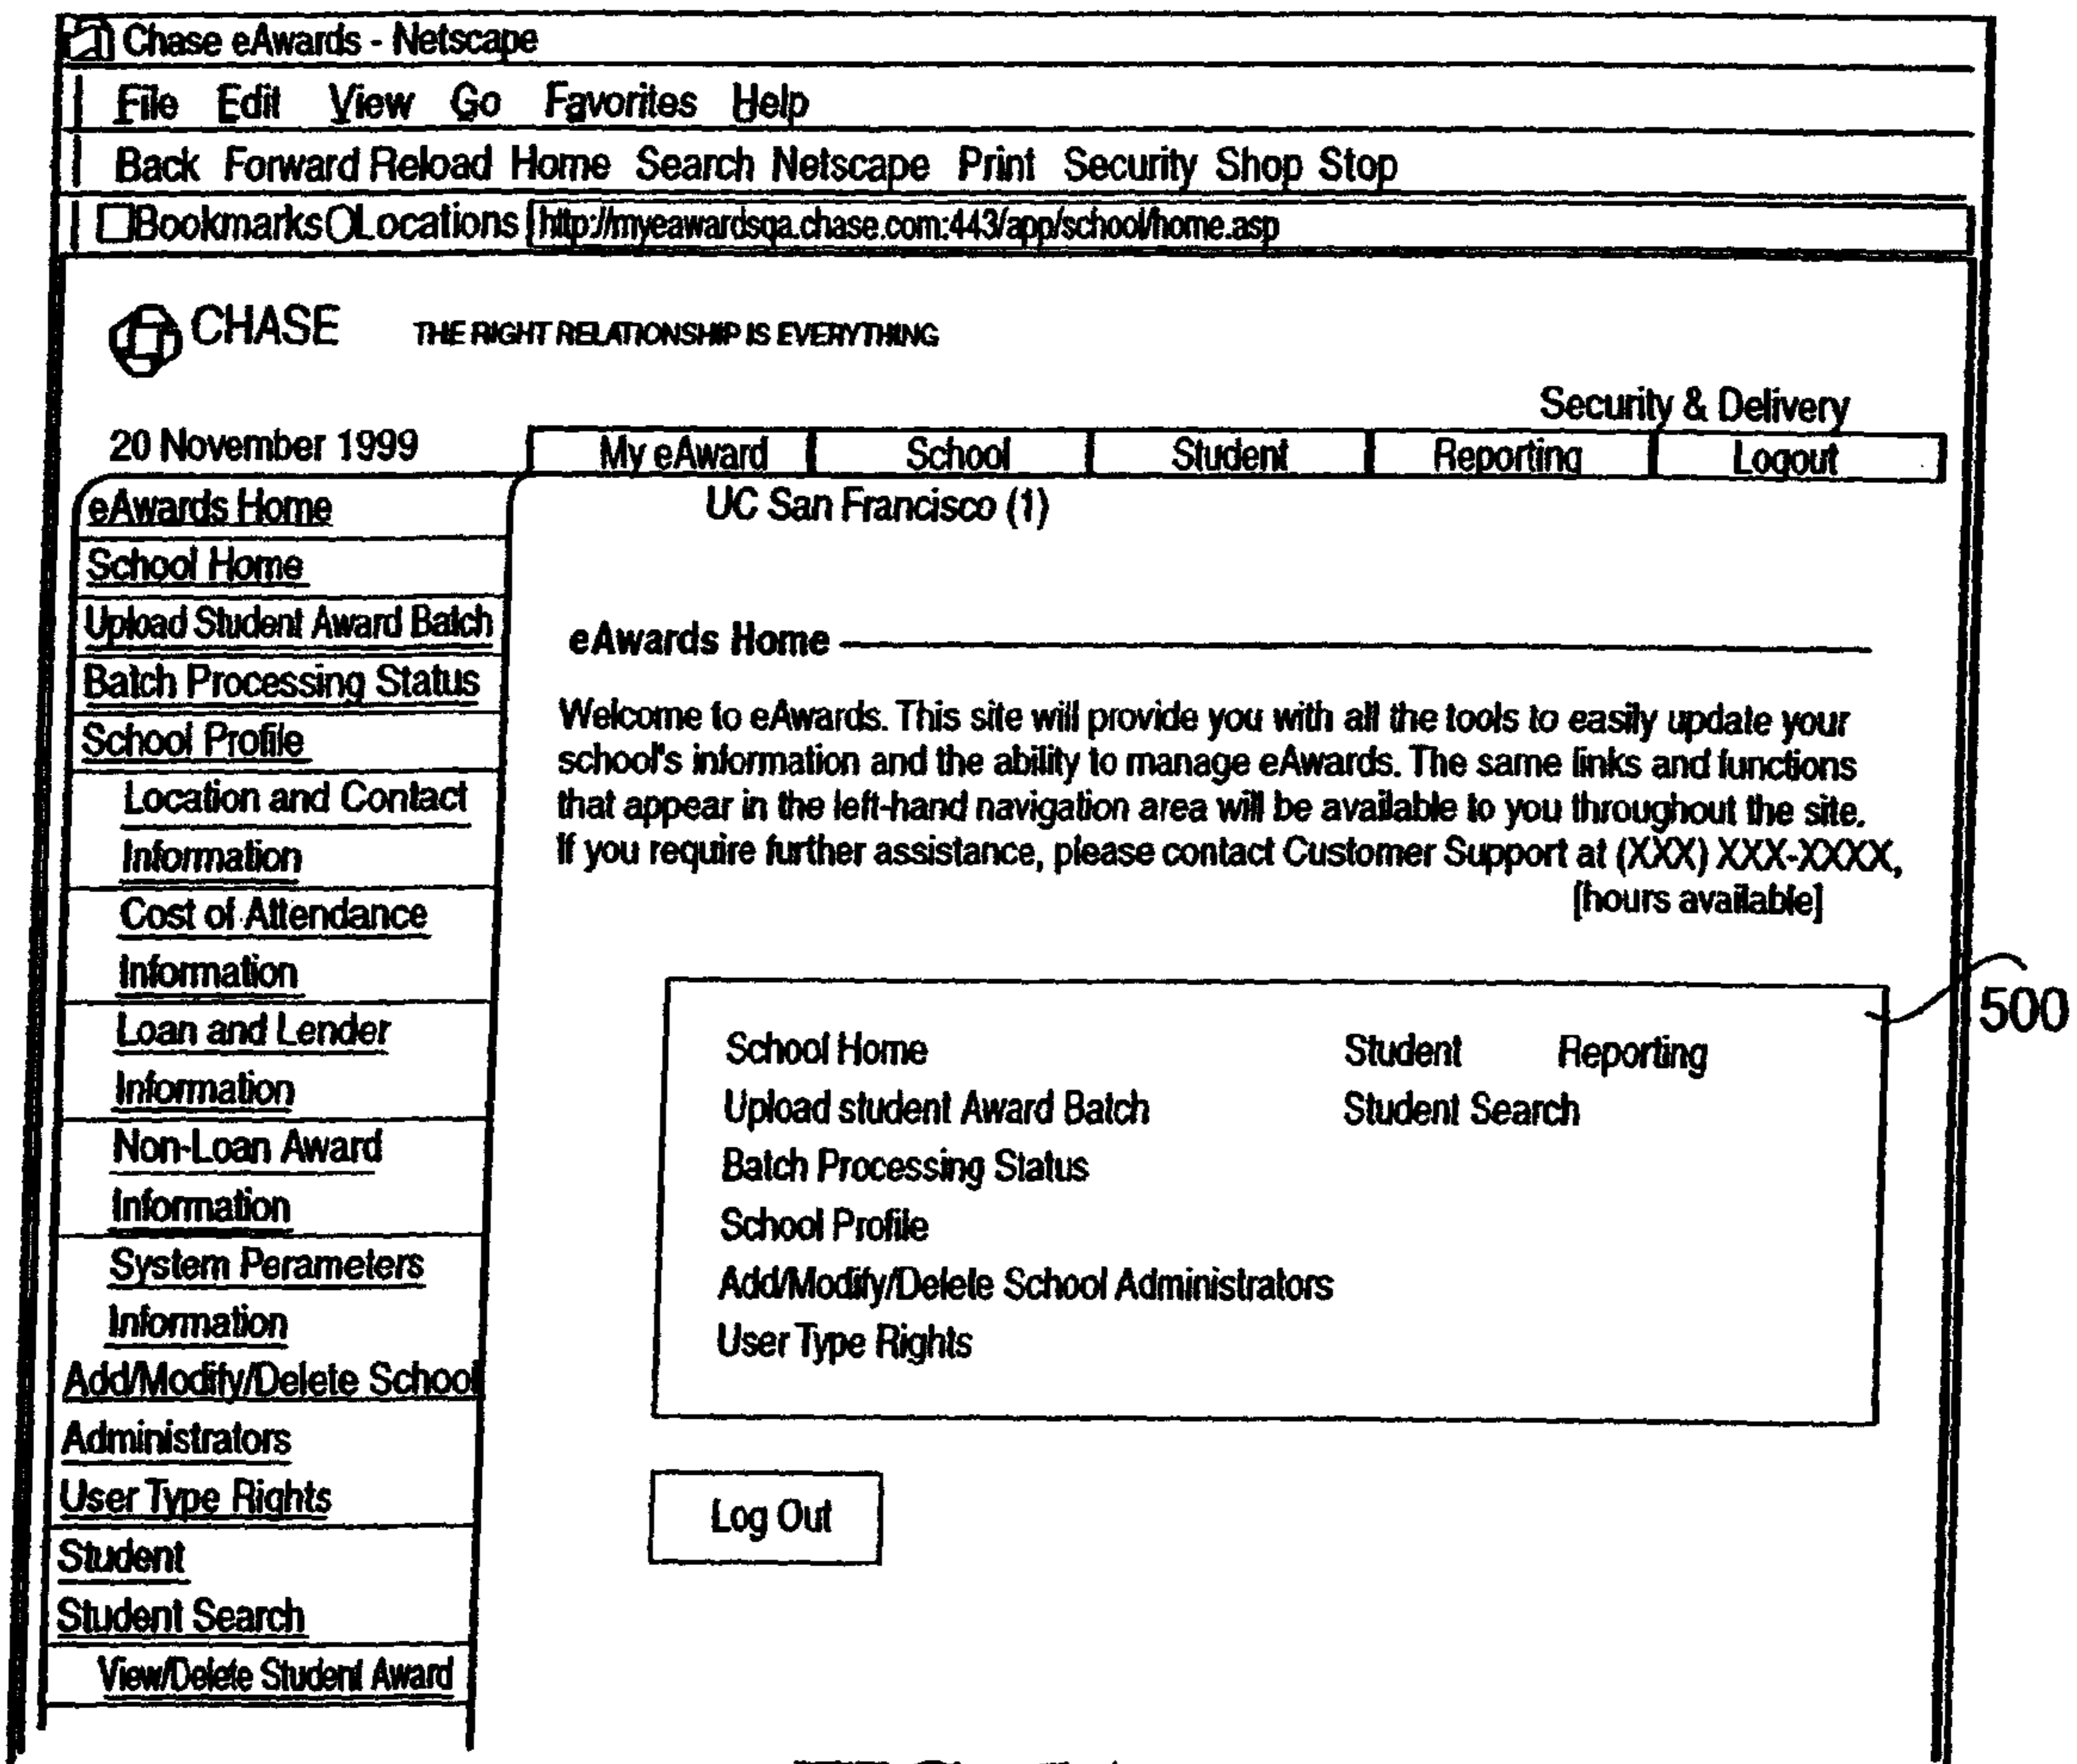 Chase eAwards - Netscape
File Edit View Go Favorites Help
Back Forward Reload Home Search Netscape Print Security Shop Stop
Bookmarks Locations http://myeawardsqa.chase.com:443/app/school/home.asp
CHASE THE RIGHT RELATIONSHIP IS EVERYTHING
Security & Delivery
20 November 1999 My eAward School Student Reporting Logout
UC San Francisco (1)
eAwards Home
School Home
Upload Student Award Batch
Batch Processing Status
School Profile
Location and Contact
Information
Cost of Attendance
Information
Loan and Lender
Information
Non-Loan Award
Information
System Perameters
Information
Add/Modify/Delete School
Administrators
User Type Rights
Student
Student Search
View/Delete Student Award
eAwards Home
Welcome to eAwards. This site will provide you with all the tools to easily update your
school's information and the ability to manage eAwards. The same links and functions
that appear in the left-hand navigation area will be available to you throughout the site.
If you require further assistance, please contact Customer Support at (XXX) XXX-XXXX,
[hours available]
500
School Home Student Reporting
Upload student Award Batch Student Search
Batch Processing Status
School Profile
Add/Modify/Delete School Administrators
User Type Rights
Log Out